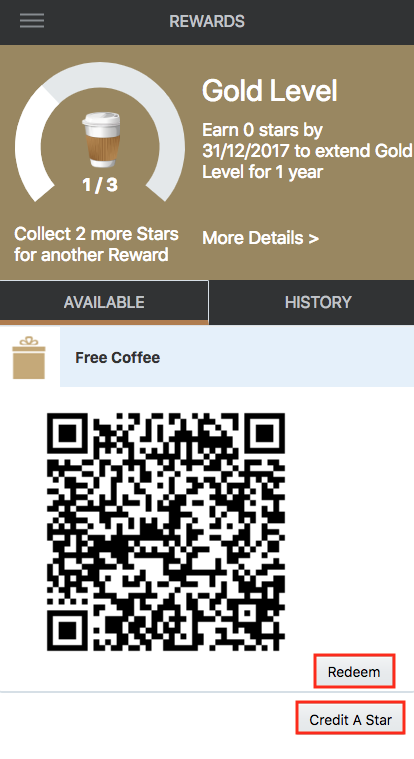 REWARDS
Gold Level
Earn 0 stars by
31/12/2017 to extend Gold
Level for 1 year
1 / 3
Collect 2 more Stars
for another Reward
More Details >
AVAILABLE
HISTORY
Free Coffee
Redeem
Credit A Star